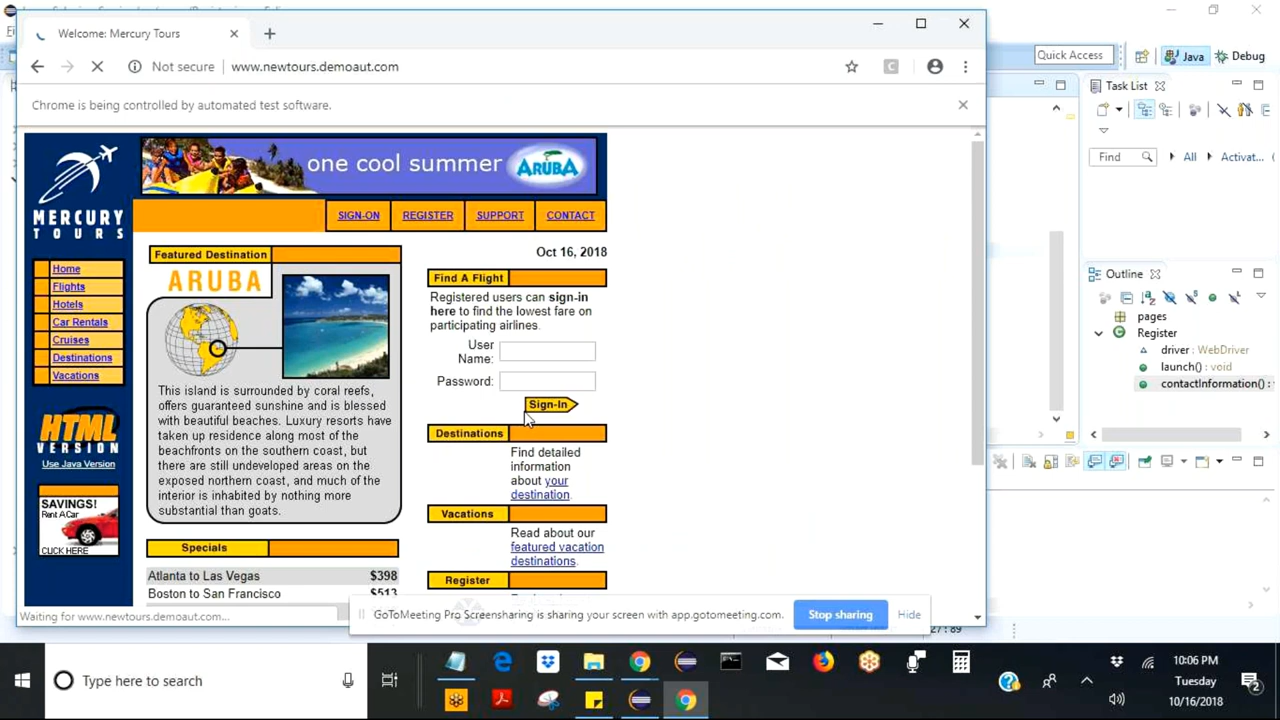 Welcome: Mercury Tours
Not secure
www.newtours.demoaut.com
Chrome is being controlled by automated test software.
one cool summer
ARUBA
MERCURY
TOURS
SIGN-ON
REGISTER
SUPPORT
CONTACT
Home
Flights
Hotels
Car Rentals
Cruises
Destinations
Vacations
HTML
VERSION
Use Java Version
SAVINGS!
Rent A Car
CLICK HERE
Featured Destination
ARUBA
This island is surrounded by coral reefs,
offers guaranteed sunshine and is blessed
with beautiful beaches. Luxury resorts have
taken up residence along most of the
beachfronts on the southern coast, but
there are still undeveloped areas on the
exposed northern coast, and much of the
interior is inhabited by nothing more
substantial than goats.
Specials
Atlanta to Las Vegas $398
Boston to San Francisco $513
Oct 16, 2018
Find A Flight
Registered users can sign-in
here to find the lowest fare on
participating airlines.
User
Name:
Password:
Sign-In
Destinations
Find detailed
information
about your
destination.
Vacations
Read about our
featured vacation
destinations.
Register
Waiting for www.newtours.demoaut.com...
GoToMeeting Pro Screensharing is sharing your screen with app.gotomeeting.com.
Stop sharing
Hide
Quick Access
Java
Debug
Task List
Find
All
Activat...
Outline
pages
Register
driver : WebDriver
launch() : void
contactInformation() :
27 : 89
Type here to search
10:06 PM
Tuesday
10/16/2018
2